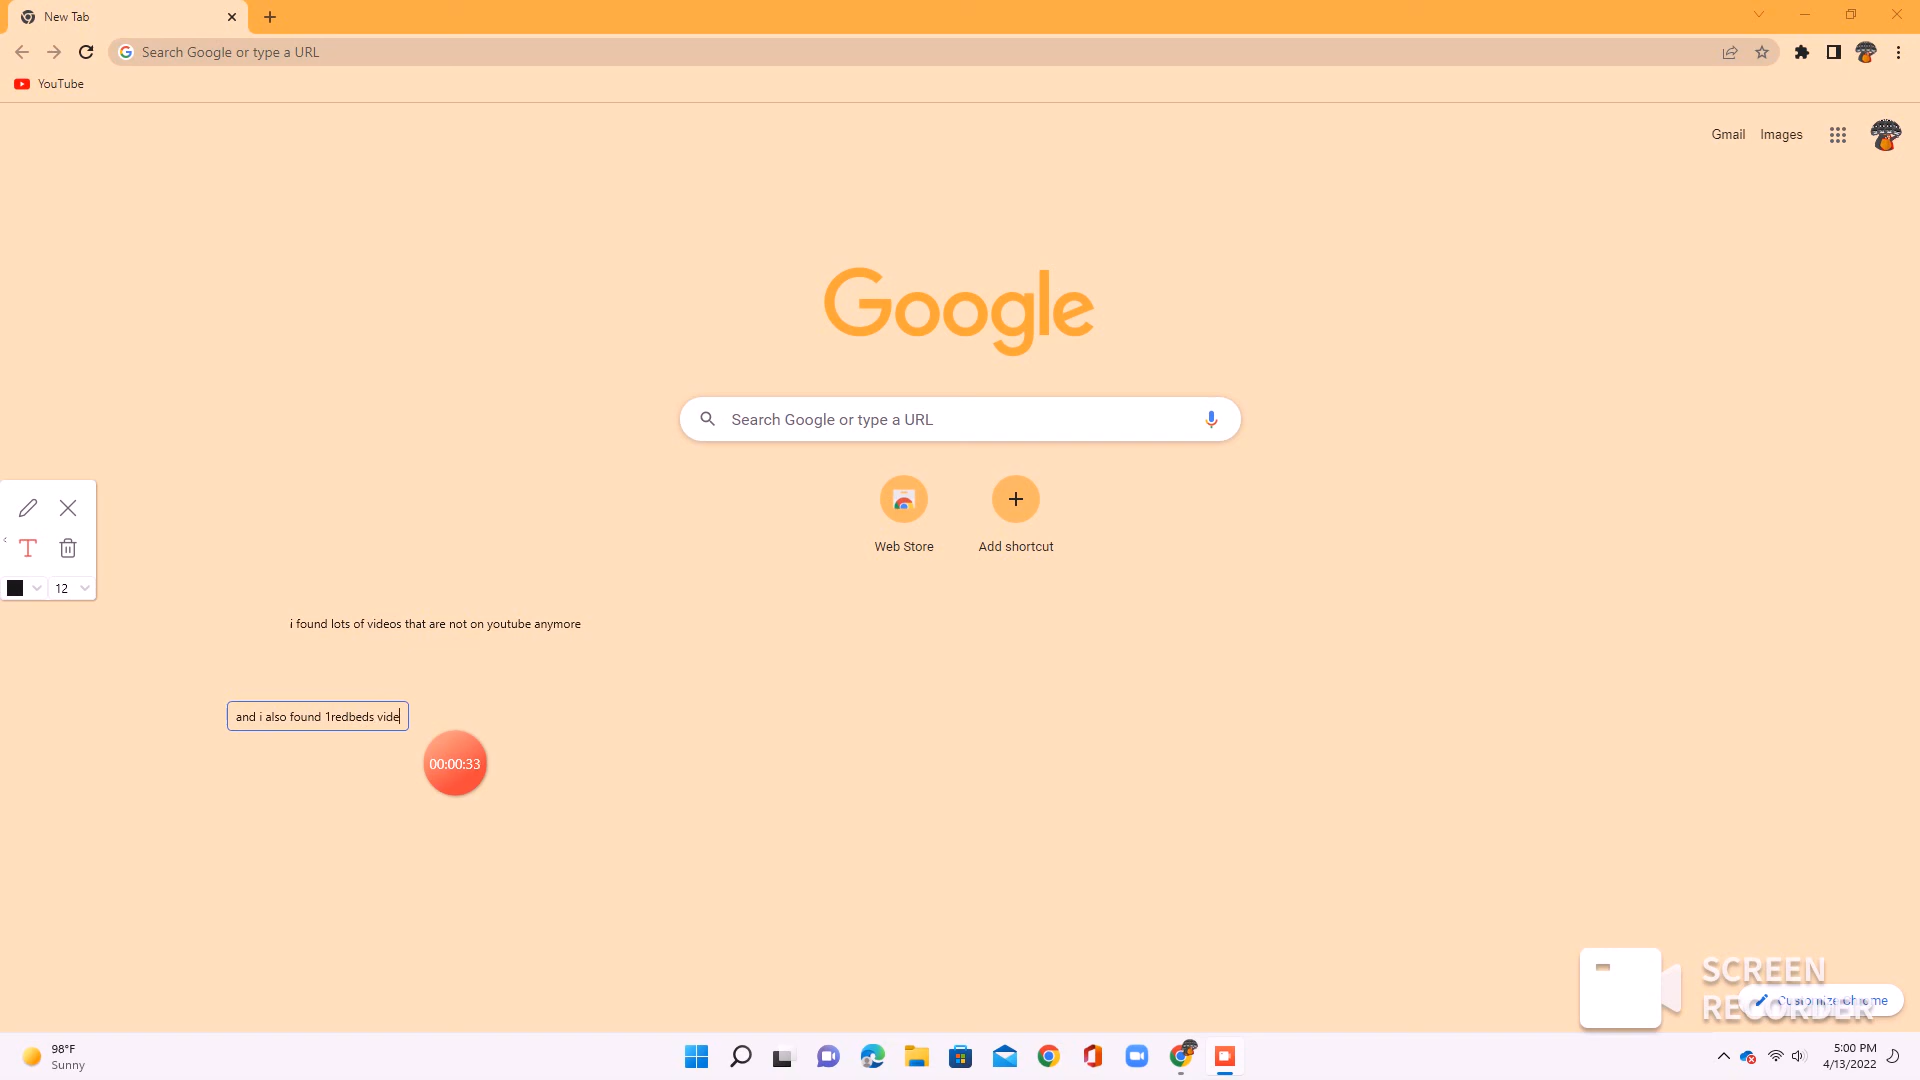 New Tab
Search Google or type a URL
YouTube
Gmail Images
Google
Search Google or type a URL
Web Store Add shortcut
12
i found lots of videos that are not on youtube anymore
and i also found 1redbeds vide
00:00:33
SCREEN
RECORDER
Customize Chrome
98°F
Sunny
5:00 PM
4/13/2022